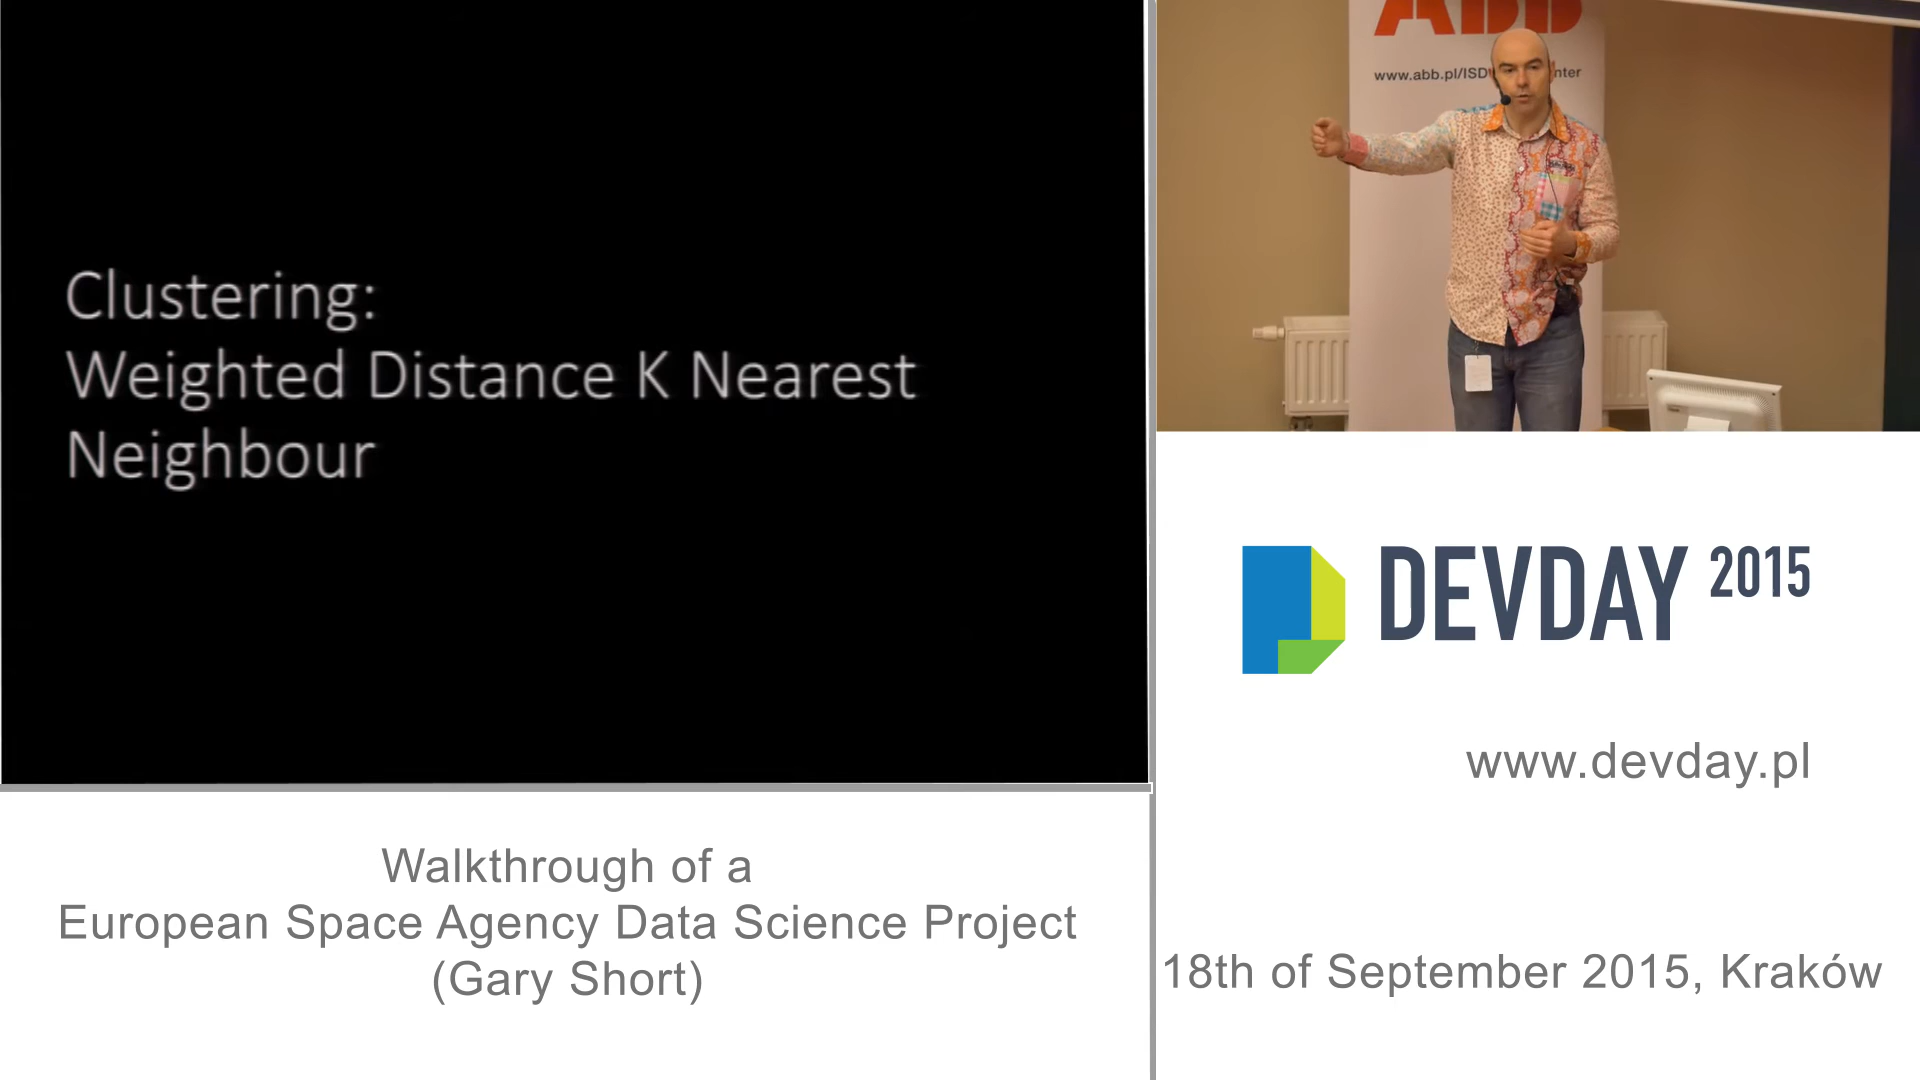 Clustering:
Weighted Distance K Nearest
Neighbour
ABB
www.abb.pl/ISD
nter
DEVDAY 2015
www.devday.pl
Walkthrough of a
European Space Agency Data Science Project
(Gary Short)
18th of September 2015, Kraków